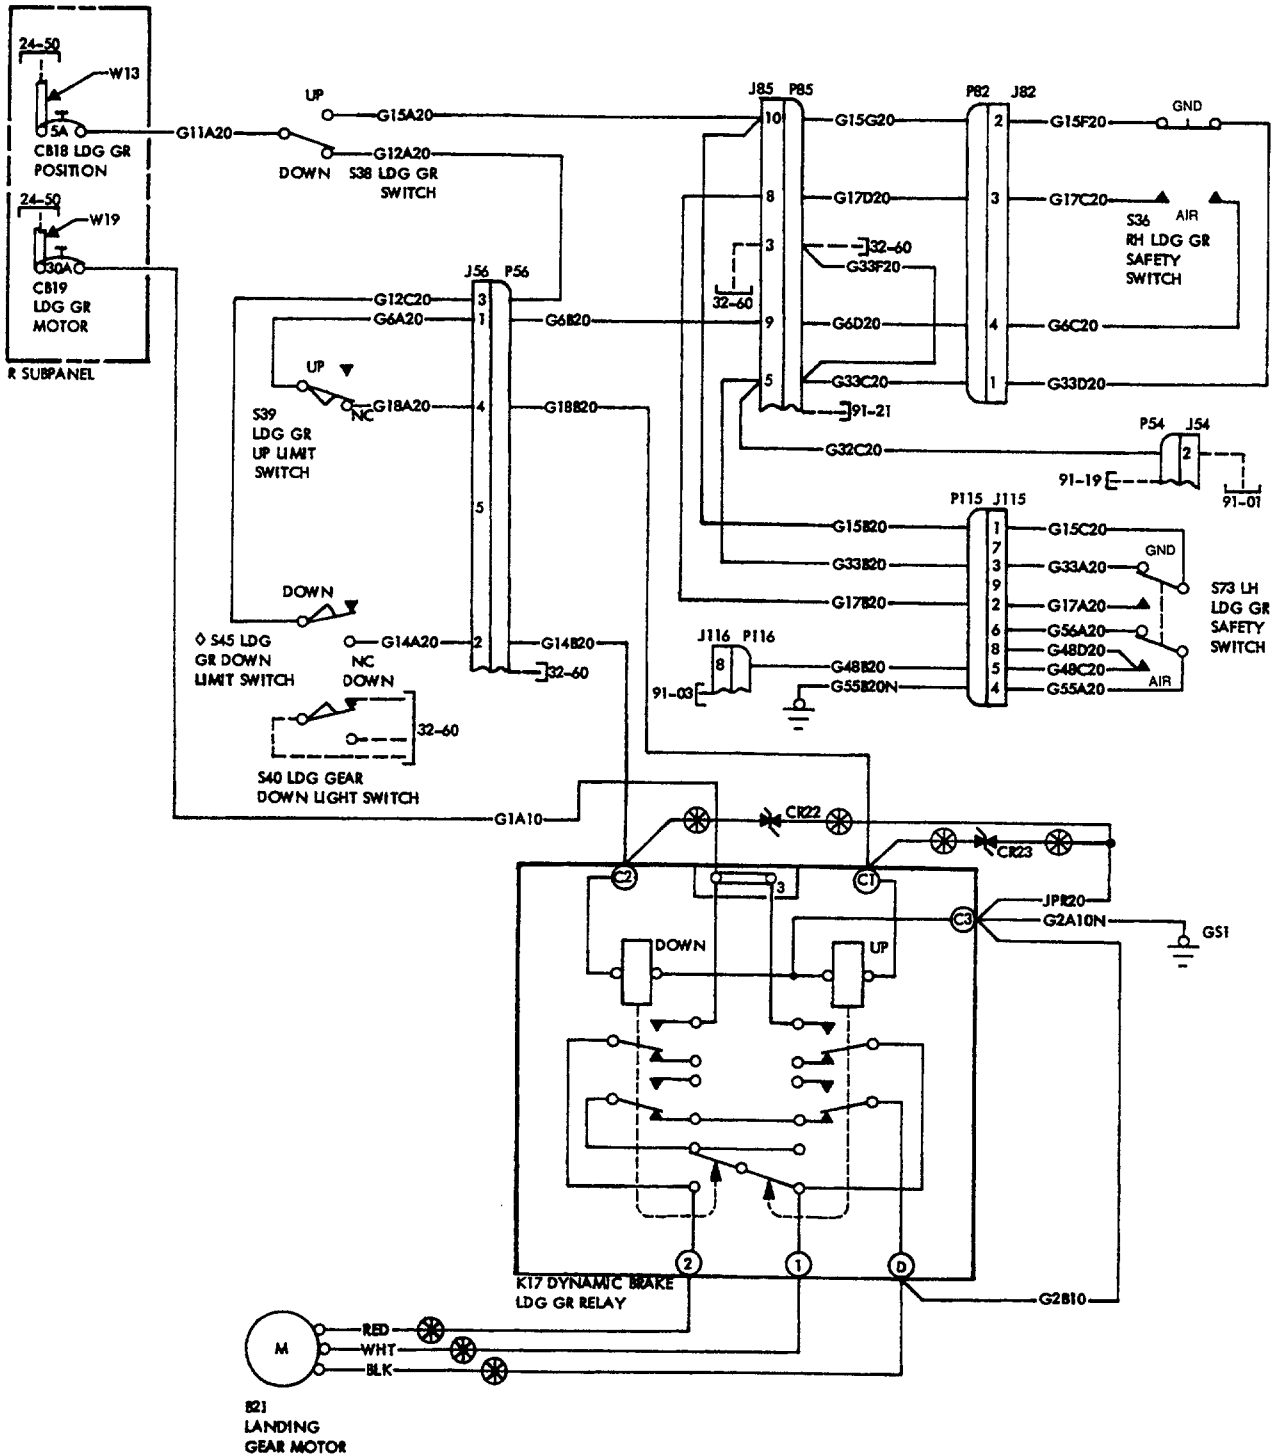 24-50
W13
5A
CB18 LDG GR
POSITION
24-50
W19
30A
CB19
LDG GR
MOTOR
R SUBPANEL
G11A20
UP
G15A20
DOWN
G12A20
S38 LDG GR
SWITCH
J56 P56
G12C20
3
G6A20
1
G6B20
UP
G18A20
NC
4
G18B20
S39
LDG GR
UP LIMIT
SWITCH
5
DOWN
◊ S45 LDG
GR DOWN
LIMIT SWITCH
G14A20
2
G14B20
32-60
NC
DOWN
32-60
S40 LDG GEAR
DOWN LIGHT SWITCH
J85 P85
10
G15G20
8
G17D20
3
32-60
G33F20
32-60
9
G6D20
5
G33C20
91-21
P82 J82
2
G15F20
GND
3
G17C20
AIR
S36
RH LDG GR
SAFETY
SWITCH
4
G6C20
1
G33D20
G32C20
P54 J54
2
91-19
91-01
P115 J115
G15B20
1
G15C20
7
GND
G33B20
3
G33A20
9
G17B20
2
G17A20
6
G56A20
8
G48D20
G48B20
5
G48C20
G55B20N
4
G55A20
AIR
S73 LH
LDG GR
SAFETY
SWITCH
J116 P116
8
91-03
G1A10
CR22
CR23
C2
3
C1
JPR20
C3
G2A10N
GS1
DOWN
UP
2
1
D
K17 DYNAMIC BRAKE
LDG GR RELAY
G2B10
M
RED
WHT
BLK
B21
LANDING
GEAR MOTOR